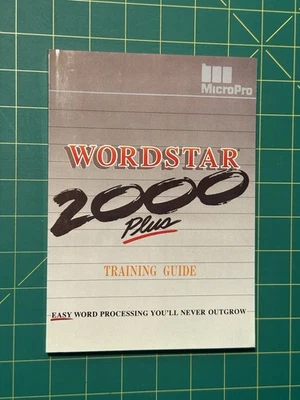 MicroPro
WORDSTAR
2000
Plus
TRAINING GUIDE
EASY WORD PROCESSING YOU'LL NEVER OUTGROW